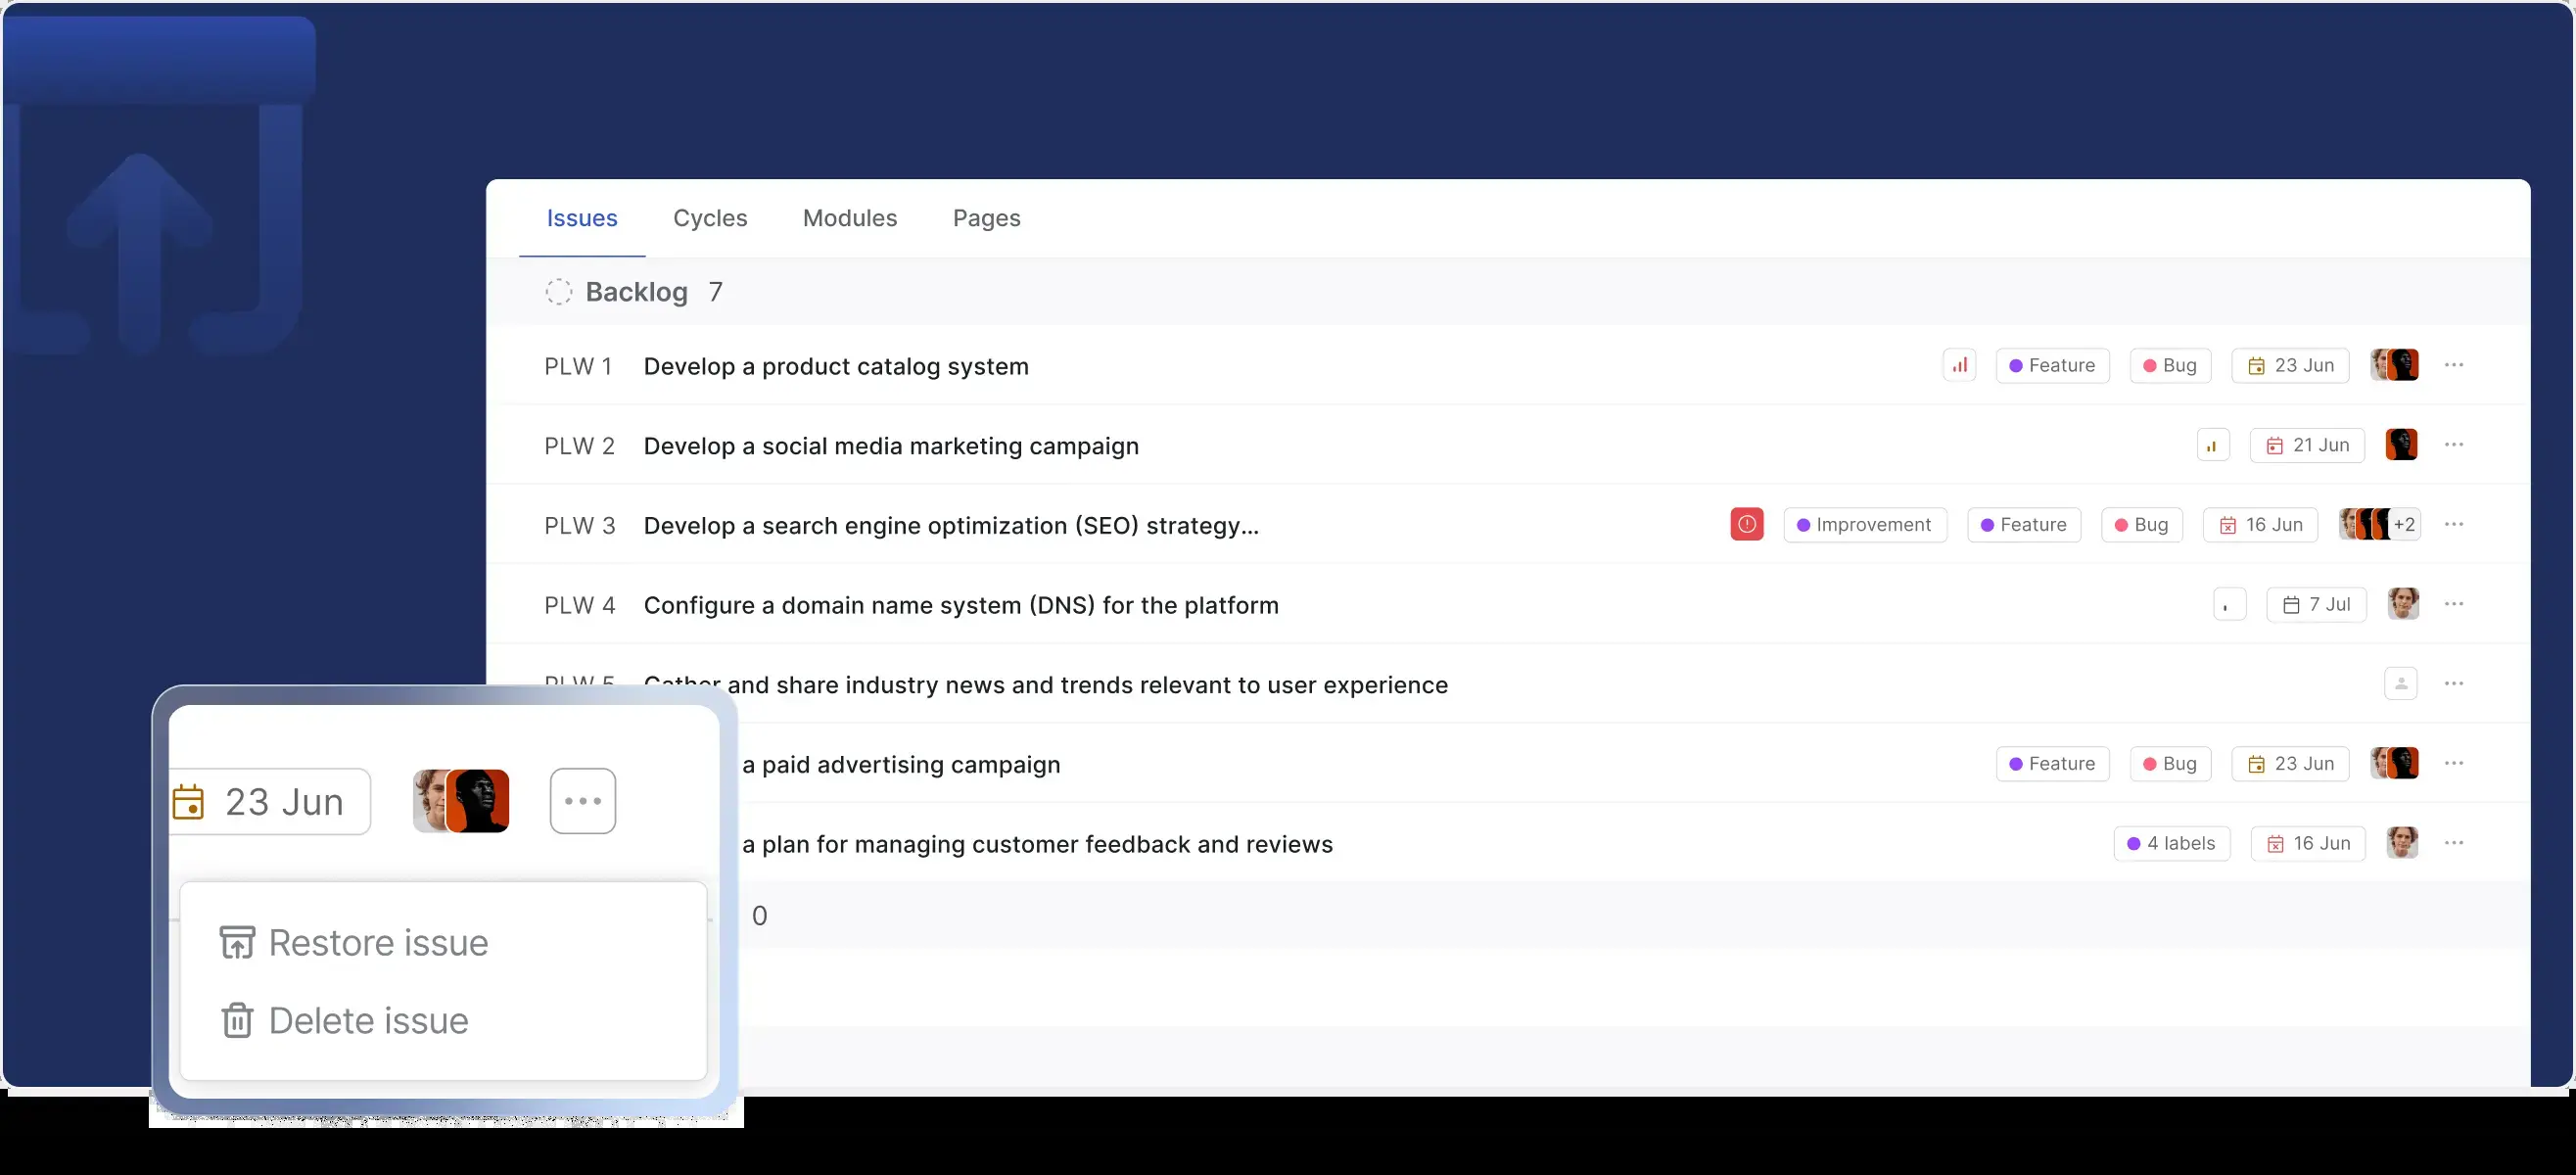 Issues Cycles Modules Pages
Backlog 7
PLW 1 Develop a product catalog system Feature Bug 23 Jun
PLW 2 Develop a social media marketing campaign 21 Jun
PLW 3 Develop a search engine optimization (SEO) strategy... Improvement Feature Bug 16 Jun +2
PLW 4 Configure a domain name system (DNS) for the platform 7 Jul
PLW 5 Gather and share industry news and trends relevant to user experience
a paid advertising campaign Feature Bug 23 Jun
a plan for managing customer feedback and reviews 4 labels 16 Jun
0
23 Jun
Restore issue
Delete issue